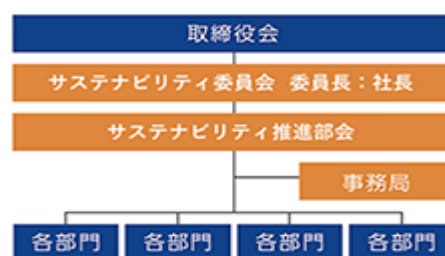 取締役会
サステナビリティ委員会 委員長：社長
サステナビリティ推進部会
事務局
各部門 各部門 各部門 各部門